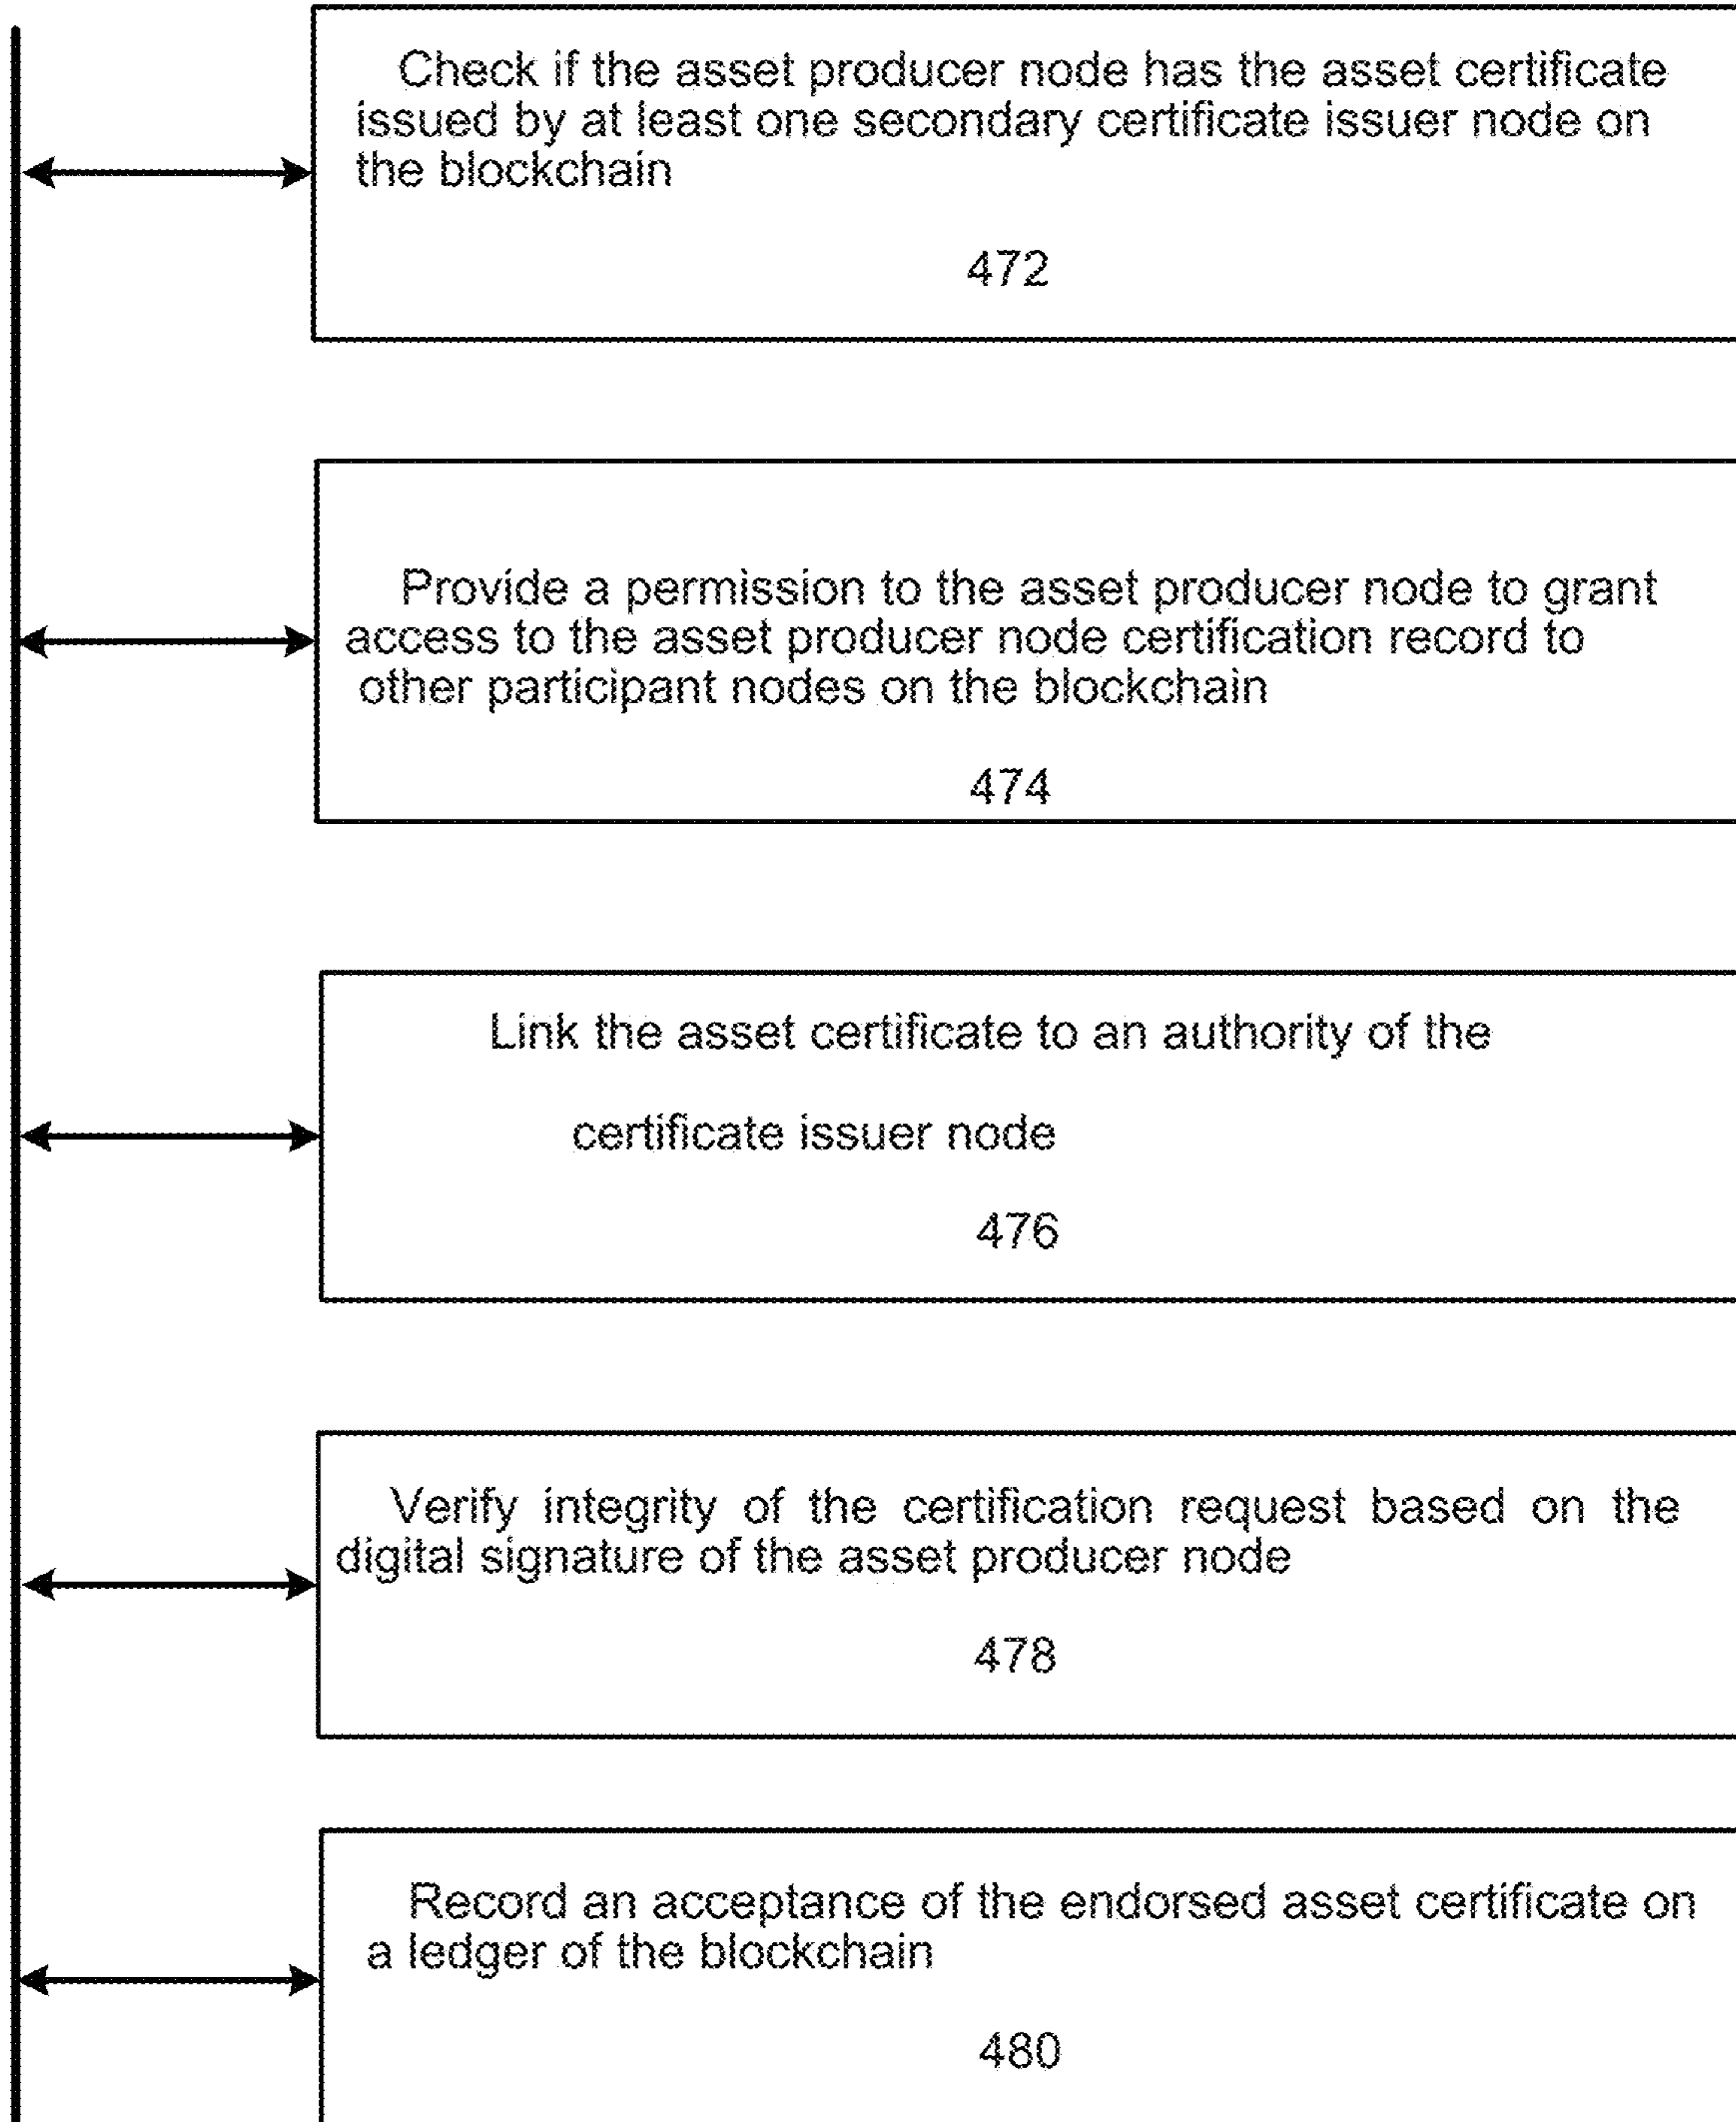 Check if the asset producer node has the asset certificate
issued by at least one secondary certificate issuer node on
the blockchain
472
Provide a permission to the asset producer node to grant
access to the asset producer node certification record to
other participant nodes on the blockchain
474
Link the asset certificate to an authority of the
certificate issuer node
476
Verify integrity of the certification request based on the
digital signature of the asset producer node
478
Record an acceptance of the endorsed asset certificate on
a ledger of the blockchain
480